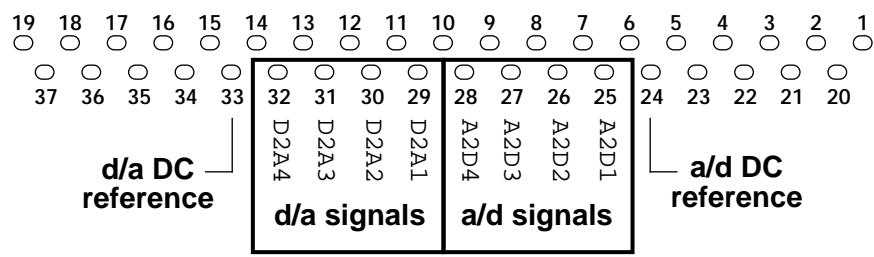 19 18 17 16 15 14 13 12 11 10 9 8 7 6 5 4 3 2 1
37 36 35 34 33 32 31 30 29 28 27 26 25 24 23 22 21 20
D2A4 D2A3 D2A2 D2A1 A2D4 A2D3 A2D2 A2D1
d/a DC
reference
d/a signals
a/d signals
a/d DC
reference